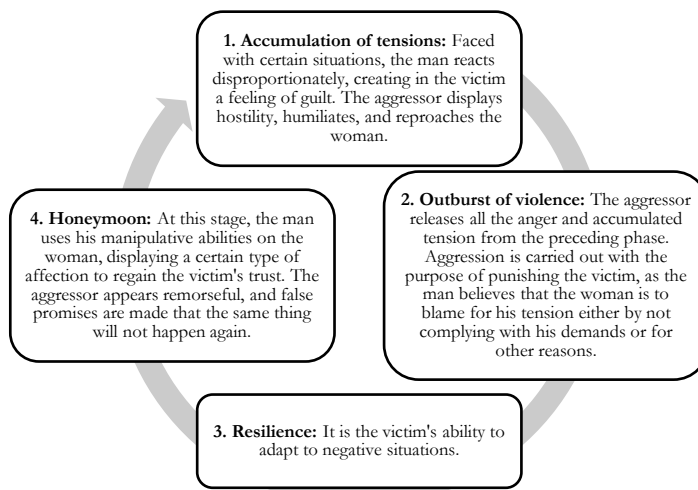 1. Accumulation of tensions: Faced
with certain situations, the man reacts
disproportionately, creating in the victim
a feeling of guilt. The aggressor displays
hostility, humiliates, and reproaches the
woman.
2. Outburst of violence: The aggressor
releases all the anger and accumulated
tension from the preceding phase.
Aggression is carried out with the
purpose of punishing the victim, as the
man believes that the woman is to
blame for his tension either by not
complying with his demands or for
other reasons.
3. Resilience: It is the victim's ability to
adapt to negative situations.
4. Honeymoon: At this stage, the man
uses his manipulative abilities on the
woman, displaying a certain type of
affection to regain the victim's trust. The
aggressor appears remorseful, and false
promises are made that the same thing
will not happen again.